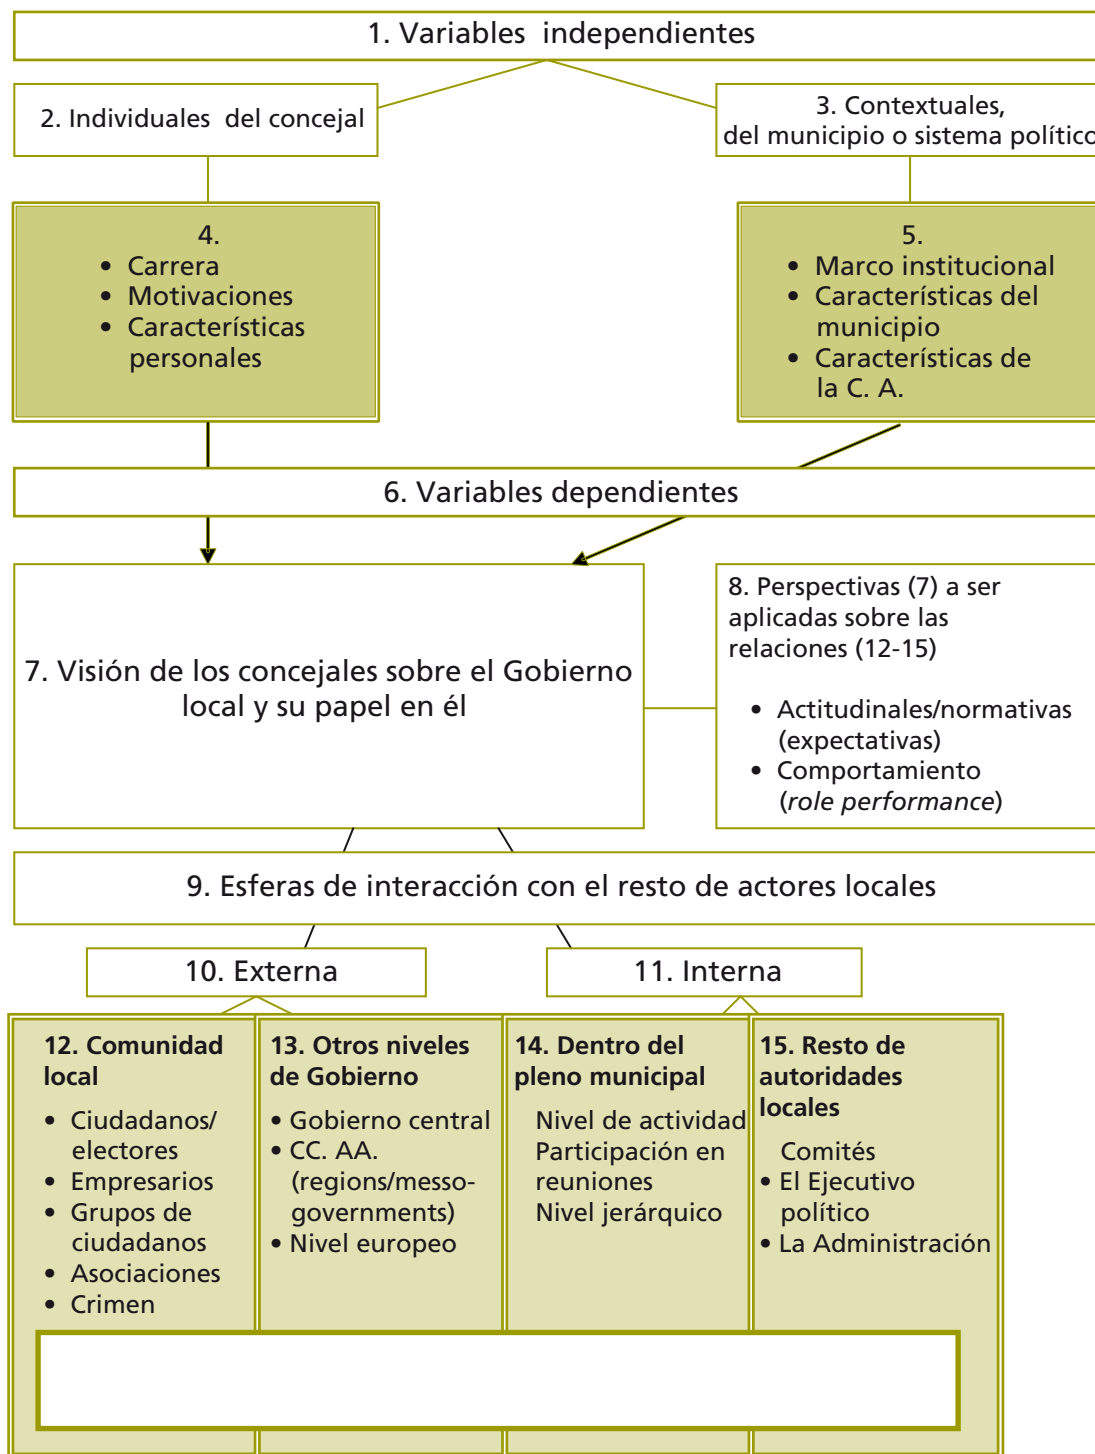 1. Variables independientes
2. Individuales del concejal
3. Contextuales,
del municipio o sistema político
4.
• Carrera
• Motivaciones
• Características
personales
5.
• Marco institucional
• Características del
municipio
• Características de
la C. A.
6. Variables dependientes
7. Visión de los concejales sobre el Gobierno
local y su papel en él
8. Perspectivas (7) a ser
aplicadas sobre las
relaciones (12-15)
• Actitudinales/normativas
(expectativas)
• Comportamiento
(role performance)
9. Esferas de interacción con el resto de actores locales
10. Externa
11. Interna
12. Comunidad
local
• Ciudadanos/
electores
• Empresarios
• Grupos de
ciudadanos
• Asociaciones
• Crimen
13. Otros niveles
de Gobierno
• Gobierno central
• CC. AA.
(regions/messo-
governments)
• Nivel europeo
14. Dentro del
pleno municipal
Nivel de actividad
Participación en
reuniones
Nivel jerárquico
15. Resto de
autoridades
locales
Comités
• El Ejecutivo
político
• La Administración